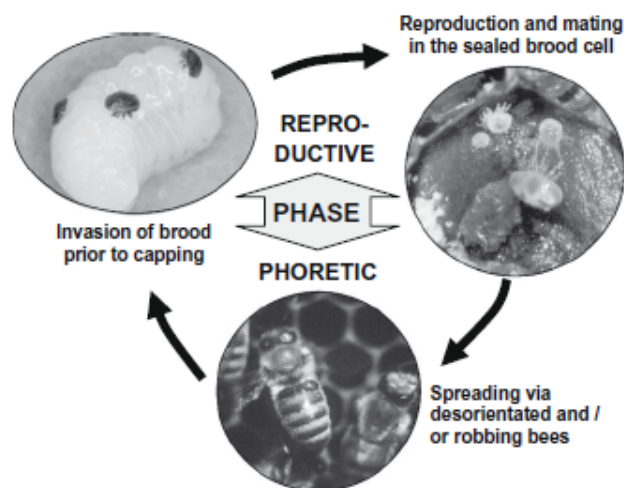 Reproduction and mating
in the sealed brood cell
REPRO-
DUCTIVE
PHASE
PHORETIC
Invasion of brood
prior to capping
Spreading via
desorientated and /
or robbing bees